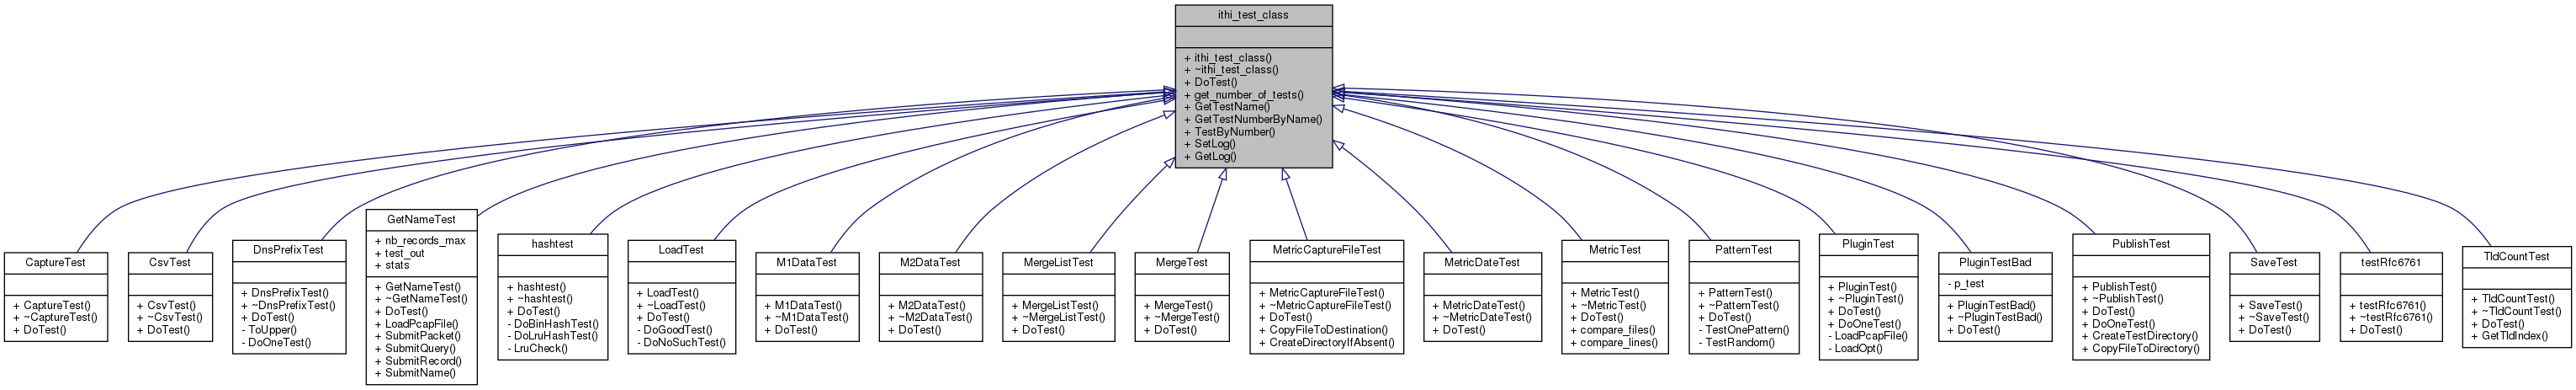 ithi_test_class
+ ithi_test_class()
+ ~ithi_test_class()
+ DoTest()
+ get_number_of_tests()
+ GetTestName()
+ GetTestNumberByName()
+ TestByNumber()
+ SetLog()
+ GetLog()
CaptureTest
+ CaptureTest()
+ ~CaptureTest()
+ DoTest()
CsvTest
+ CsvTest()
+ ~CsvTest()
+ DoTest()
DnsPrefixTest
+ DnsPrefixTest()
+ ~DnsPrefixTest()
+ DoTest()
- ToUpper()
- DoOneTest()
GetNameTest
+ nb_records_max
+ test_out
+ stats
+ GetNameTest()
+ ~GetNameTest()
+ DoTest()
+ LoadPcapFile()
+ SubmitPacket()
+ SubmitQuery()
+ SubmitRecord()
+ SubmitName()
hashtest
+ hashtest()
+ ~hashtest()
+ DoTest()
- DoBinHashTest()
- DoLruHashTest()
- LruCheck()
LoadTest
+ LoadTest()
+ ~LoadTest()
+ DoTest()
- DoGoodTest()
- DoNoSuchTest()
M1DataTest
+ M1DataTest()
+ ~M1DataTest()
+ DoTest()
M2DataTest
+ M2DataTest()
+ ~M2DataTest()
+ DoTest()
MergeListTest
+ MergeListTest()
+ ~MergeListTest()
+ DoTest()
MergeTest
+ MergeTest()
+ ~MergeTest()
+ DoTest()
MetricCaptureFileTest
+ MetricCaptureFileTest()
+ ~MetricCaptureFileTest()
+ DoTest()
+ CopyFileToDestination()
+ CreateDirectoryIfAbsent()
MetricDateTest
+ MetricDateTest()
+ ~MetricDateTest()
+ DoTest()
MetricTest
+ MetricTest()
+ ~MetricTest()
+ DoTest()
+ compare_files()
+ compare_lines()
PatternTest
+ PatternTest()
+ ~PatternTest()
+ DoTest()
- TestOnePattern()
- TestRandom()
PluginTest
+ PluginTest()
+ ~PluginTest()
+ DoTest()
+ DoOneTest()
- LoadPcapFile()
- LoadOpt()
PluginTestBad
- p_test
+ PluginTestBad()
+ ~PluginTestBad()
+ DoTest()
PublishTest
+ PublishTest()
+ ~PublishTest()
+ DoTest()
+ DoOneTest()
+ CreateTestDirectory()
+ CopyFileToDirectory()
SaveTest
+ SaveTest()
+ ~SaveTest()
+ DoTest()
testRfc6761
+ testRfc6761()
+ ~testRfc6761()
+ DoTest()
TldCountTest
+ TldCountTest()
+ ~TldCountTest()
+ DoTest()
+ GetTldIndex()